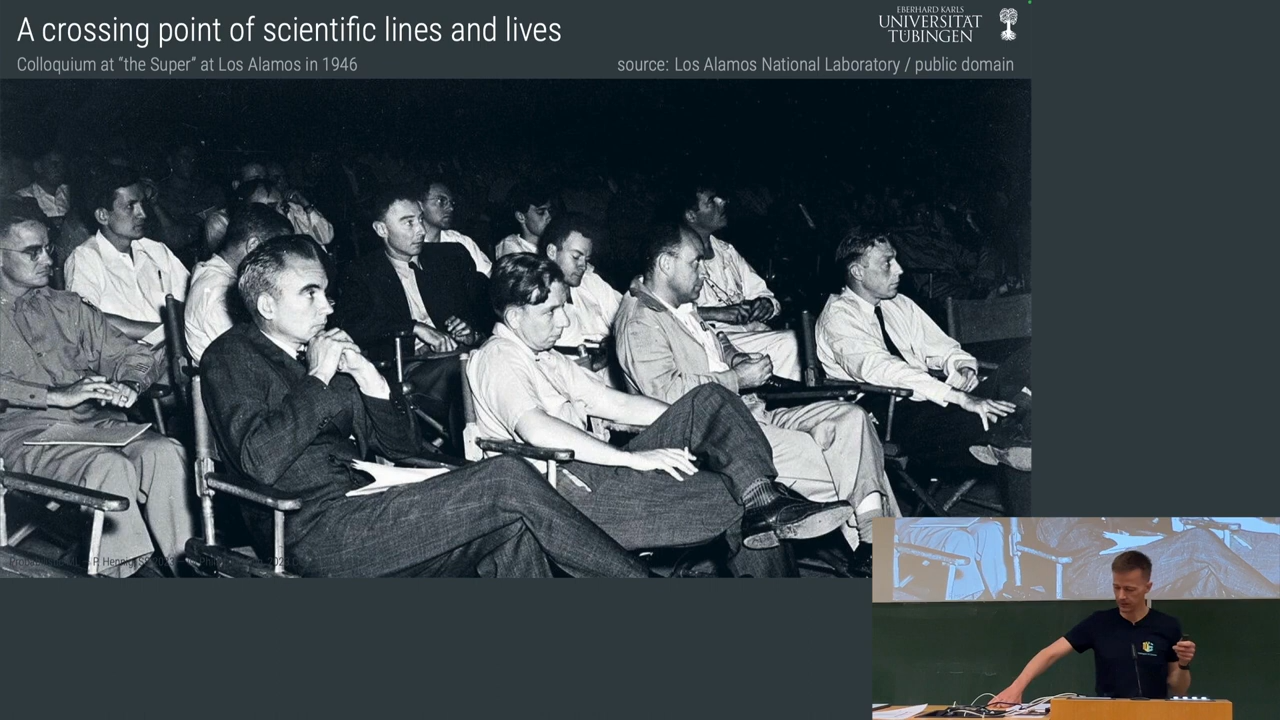 A crossing point of scientific lines and lives
Colloquium at “the Super” at Los Alamos in 1946
source: Los Alamos National Laboratory / public domain
EBERHARD KARLS
UNIVERSITÄT
TÜBINGEN
P. Hennig